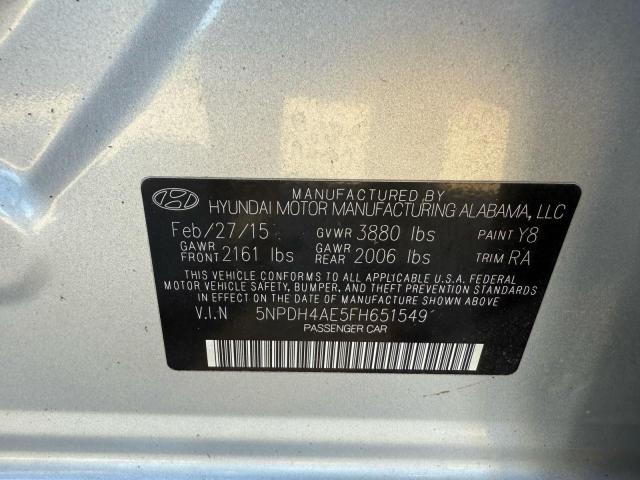 MANUFACTURED BY
HYUNDAI MOTOR MANUFACTURING ALABAMA, LLC
Feb/27/15 GVWR 3880 lbs PAINT Y8
GAWR FRONT 2161 lbs GAWR REAR 2006 lbs TRIM RA
THIS VEHICLE CONFORMS TO ALL APPLICABLE U.S.A. FEDERAL
MOTOR VEHICLE SAFETY, BUMPER, AND THEFT PREVENTION STANDARDS
IN EFFECT ON THE DATE OF MANUFACTURE SHOWN ABOVE
V.I.N 5NPDH4AE5FH651549
PASSENGER CAR